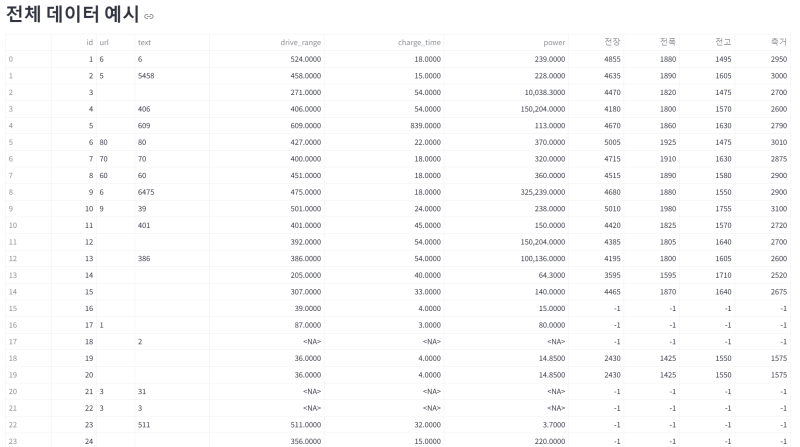 전체 데이터 예시
id url text drive_range charge_time power 전장 전폭 전고 축거
0 1 6 6 524.0000 18.0000 239.0000 4855 1880 1495 2950
1 2 5 5458 458.0000 15.0000 228.0000 4635 1890 1605 3000
2 3 271.0000 54.0000 10,038.3000 4470 1820 1475 2700
3 4 406 406.0000 54.0000 150,204.0000 4180 1800 1570 2600
4 5 609 609.0000 839.0000 113.0000 4670 1860 1630 2790
5 6 80 80 427.0000 22.0000 370.0000 5005 1925 1475 3010
6 7 70 70 400.0000 18.0000 320.0000 4715 1910 1630 2875
7 8 60 60 451.0000 18.0000 360.0000 4515 1890 1580 2900
8 9 6 6475 475.0000 18.0000 325,239.0000 4680 1880 1550 2900
9 10 9 39 501.0000 24.0000 238.0000 5010 1980 1755 3100
10 11 401 401.0000 45.0000 150.0000 4420 1825 1570 2720
11 12 392.0000 54.0000 150,204.0000 4385 1805 1640 2700
12 13 386 386.0000 54.0000 100,136.0000 4195 1800 1605 2600
13 14 205.0000 40.0000 64.3000 3595 1595 1710 2520
14 15 307.0000 33.0000 140.0000 4465 1870 1640 2675
15 16 39.0000 4.0000 15.0000 -1 -1 -1 -1
16 17 1 87.0000 3.0000 80.0000 -1 -1 -1 -1
17 18 2 <NA> <NA> <NA> -1 -1 -1 -1
18 19 36.0000 4.0000 14.8500 2430 1425 1550 1575
19 20 36.0000 4.0000 14.8500 2430 1425 1550 1575
20 21 3 31 <NA> <NA> <NA> -1 -1 -1 -1
21 22 3 3 <NA> <NA> <NA> -1 -1 -1 -1
22 23 511 511.0000 32.0000 3.7000 -1 -1 -1 -1
23 24 356.0000 15.0000 220.0000 -1 -1 -1 -1